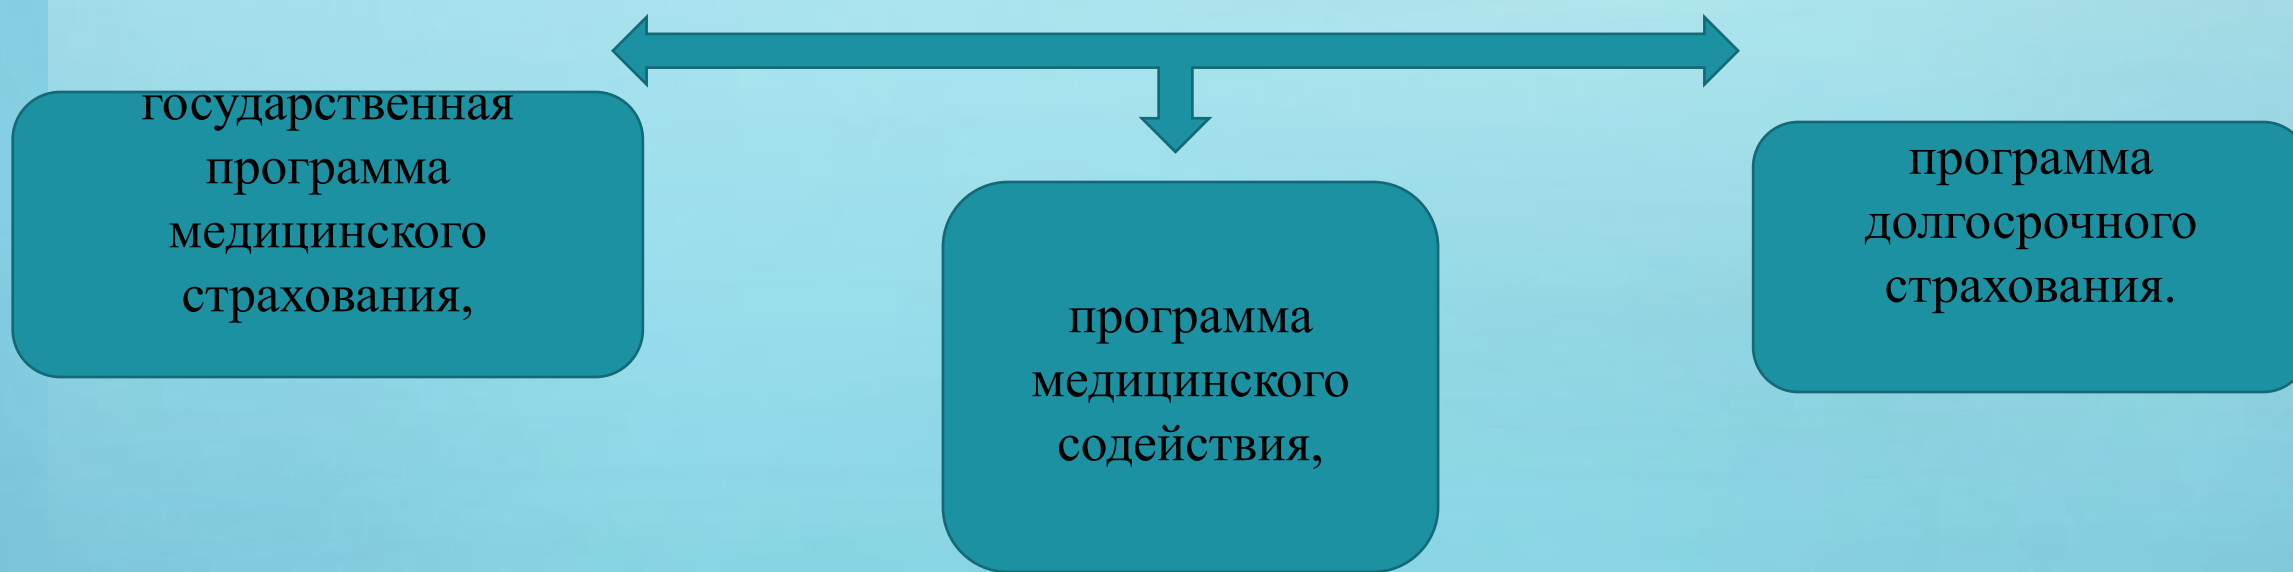 государственная
программа
медицинского
страхования,
программа
медицинского
содействия,
программа
долгосрочного
страхования.